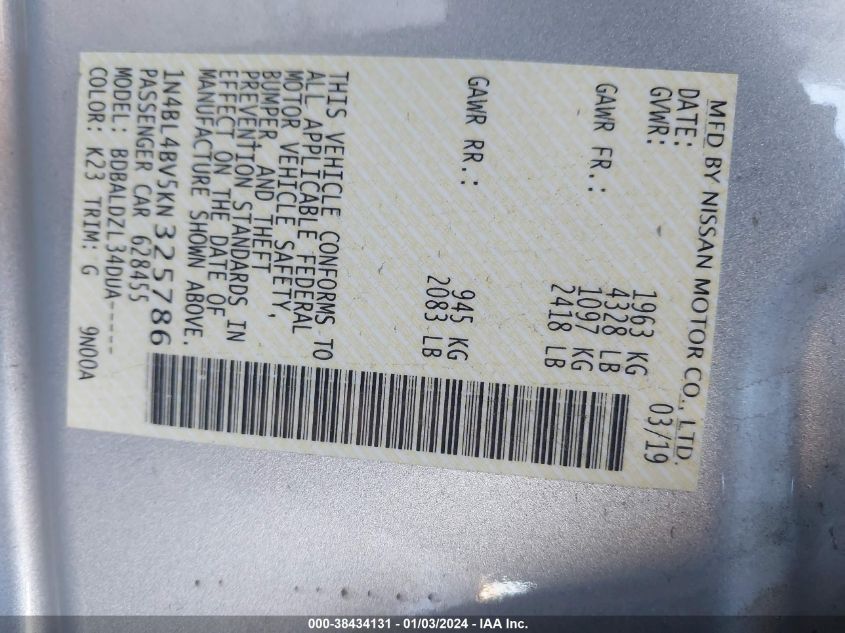 MFD BY NISSAN MOTOR CO., LTD.
DATE: 03/19
GVWR: 1963 KG
4328 LB
GAWR FR.: 1097 KG
2418 LB
GAWR RR.: 945 KG
2083 LB
THIS VEHICLE CONFORMS TO
ALL APPLICABLE FEDERAL
MOTOR VEHICLE SAFETY,
BUMPER, AND THEFT
PREVENTION STANDARDS IN
EFFECT ON THE DATE OF
MANUFACTURE SHOWN ABOVE.
1N4BL4BV5KN325786
PASSENGER CAR 628455
MODEL: BDBALDZL34DUA-----
COLOR: K23 TRIM: G 9N00A
000-38434131 - 01/03/2024 - IAA Inc.